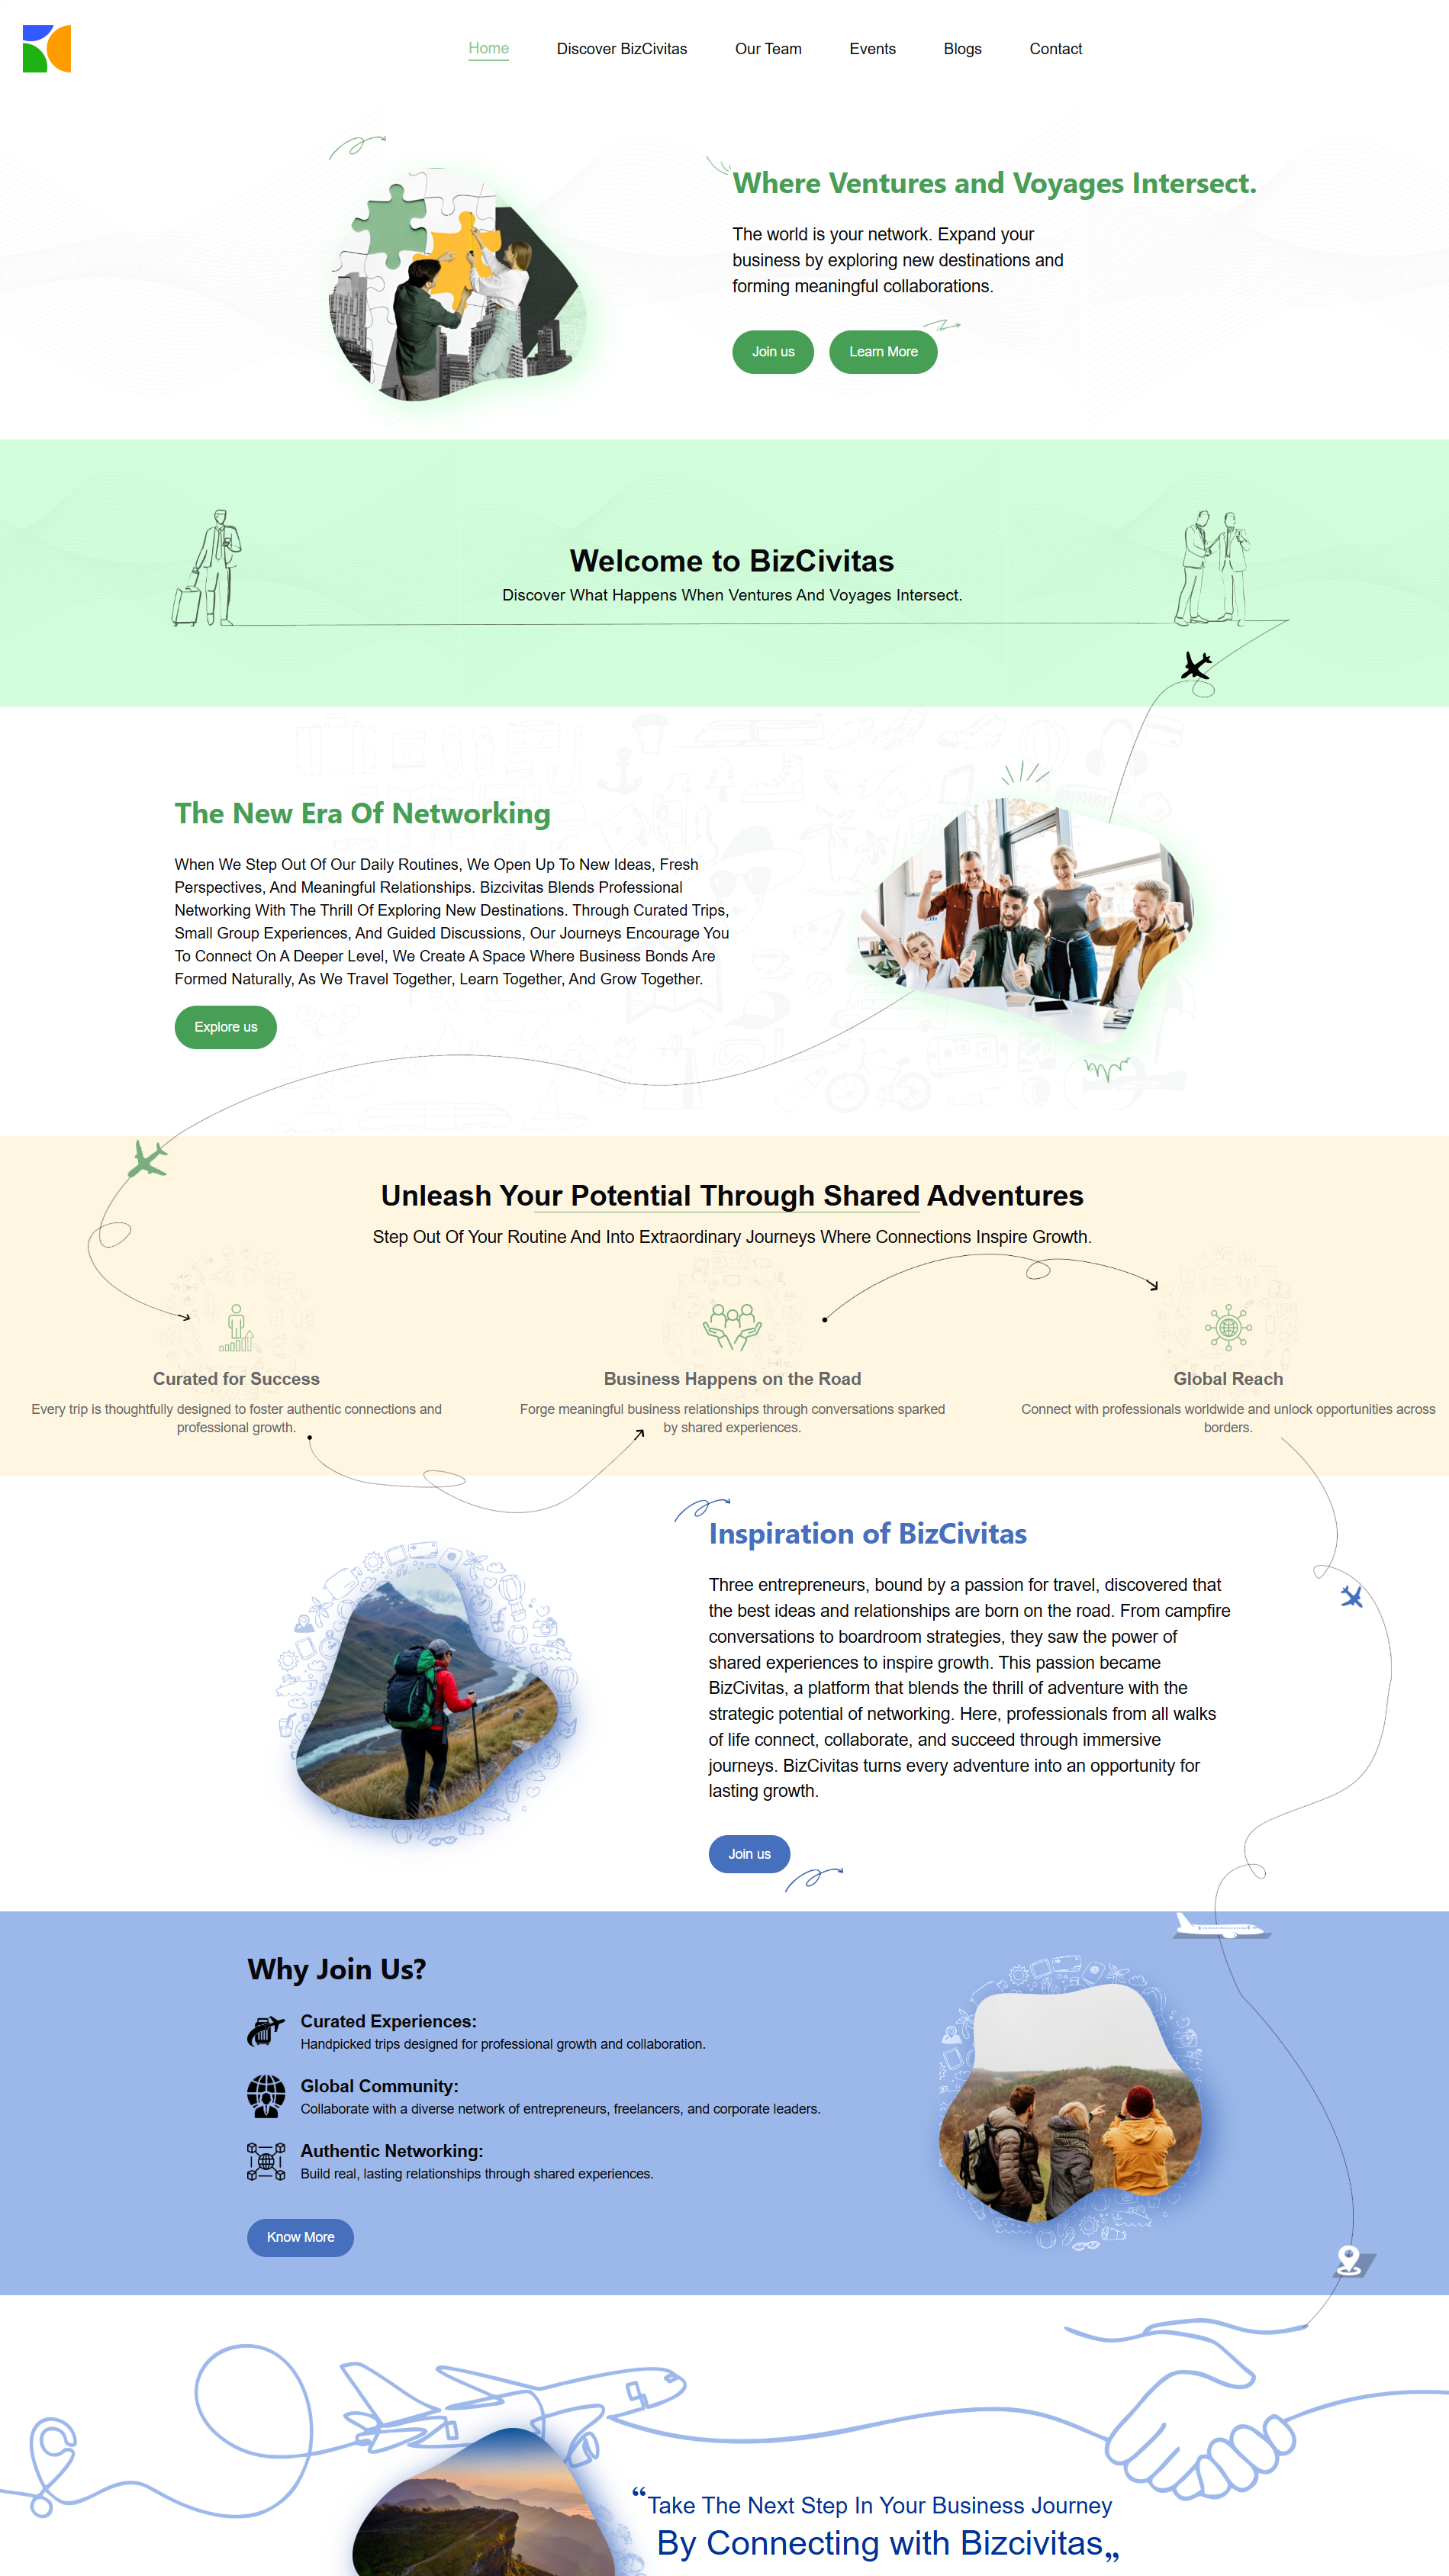 Home
Discover BizCivitas
Our Team
Events
Blogs
Contact
Where Ventures and Voyages Intersect.
The world is your network. Expand your
business by exploring new destinations and
forming meaningful collaborations.
Join us
Learn More
Welcome to BizCivitas
Discover What Happens When Ventures And Voyages Intersect.
The New Era Of Networking
When We Step Out Of Our Daily Routines, We Open Up To New Ideas, Fresh
Perspectives, And Meaningful Relationships. Bizcivitas Blends Professional
Networking With The Thrill Of Exploring New Destinations. Through Curated Trips,
Small Group Experiences, And Guided Discussions, Our Journeys Encourage You
To Connect On A Deeper Level, We Create A Space Where Business Bonds Are
Formed Naturally, As We Travel Together, Learn Together, And Grow Together.
Explore us
Unleash Your Potential Through Shared Adventures
Step Out Of Your Routine And Into Extraordinary Journeys Where Connections Inspire Growth.
Curated for Success
Every trip is thoughtfully designed to foster authentic connections and
professional growth.
Business Happens on the Road
Forge meaningful business relationships through conversations sparked
by shared experiences.
Global Reach
Connect with professionals worldwide and unlock opportunities across
borders.
Inspiration of BizCivitas
Three entrepreneurs, bound by a passion for travel, discovered that
the best ideas and relationships are born on the road. From campfire
conversations to boardroom strategies, they saw the power of
shared experiences to inspire growth. This passion became
BizCivitas, a platform that blends the thrill of adventure with the
strategic potential of networking. Here, professionals from all walks
of life connect, collaborate, and succeed through immersive
journeys. BizCivitas turns every adventure into an opportunity for
lasting growth.
Join us
Why Join Us?
Curated Experiences:
Handpicked trips designed for professional growth and collaboration.
Global Community:
Collaborate with a diverse network of entrepreneurs, freelancers, and corporate leaders.
Authentic Networking:
Build real, lasting relationships through shared experiences.
Know More
“Take The Next Step In Your Business Journey
By Connecting with Bizcivitas„